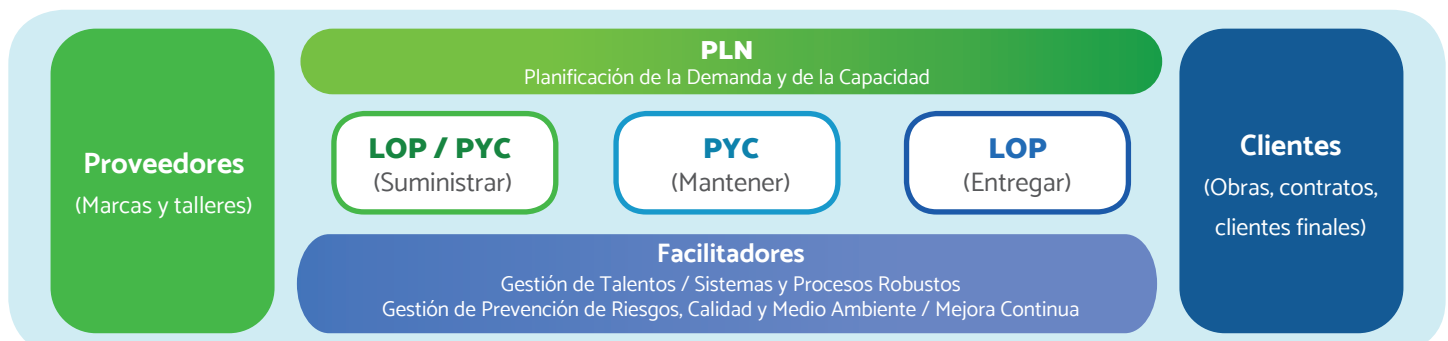 PLN
Planificación de la Demanda y de la Capacidad
Proveedores
(Marcas y talleres)
LOP / PYC
(Suministrar)
PYC
(Mantener)
LOP
(Entregar)
Clientes
(Obras, contratos,
clientes finales)
Facilitadores
Gestión de Talentos / Sistemas y Procesos Robustos
Gestión de Prevención de Riesgos, Calidad y Medio Ambiente / Mejora Continua